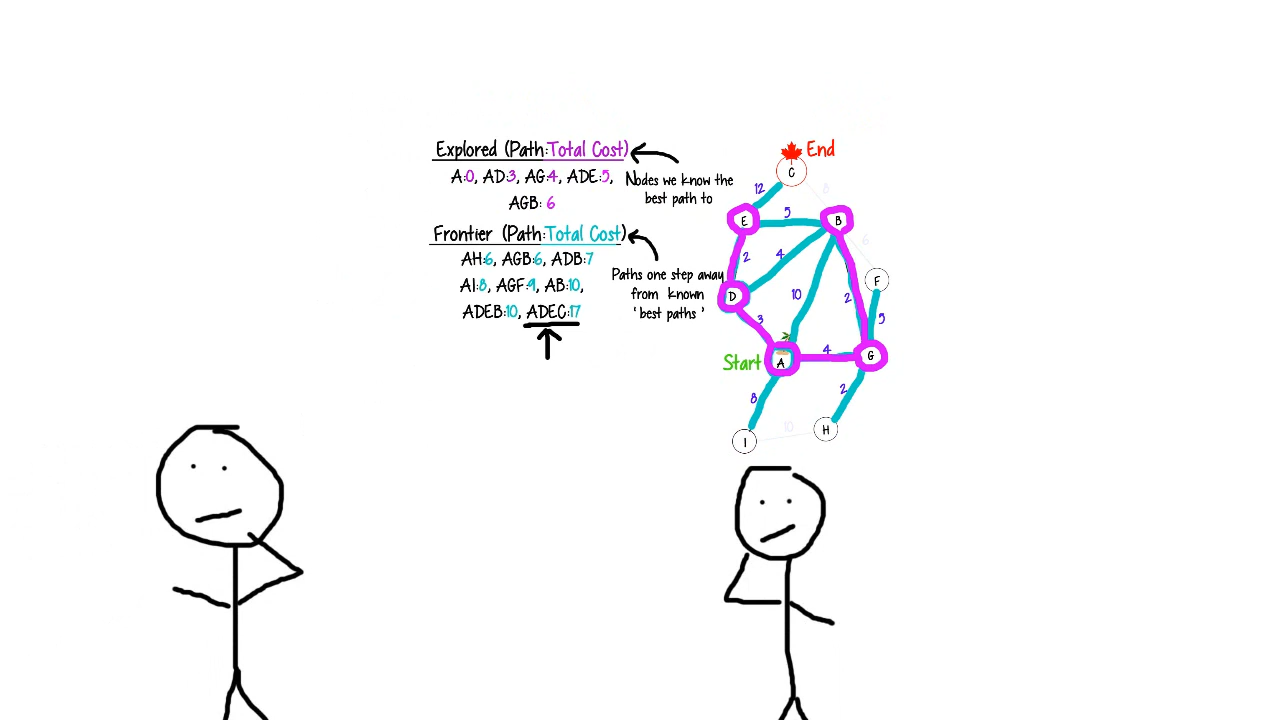 Explored (Path:Total Cost)
A:0, AD:3, AG:4, ADE:5,
AGB: 6
Nodes we know the
best path to
Frontier (Path:Total Cost)
AH:6, AGB:6, ADB:7
AI:8, AGF:9, AB:10,
ADEB:10, ADEC:17
Paths one step away
from known
'best paths'
End
C
12
8
E
5
B
6
2
4
F
D
10
2
3
5
Start
A
4
G
8
2
I
10
H